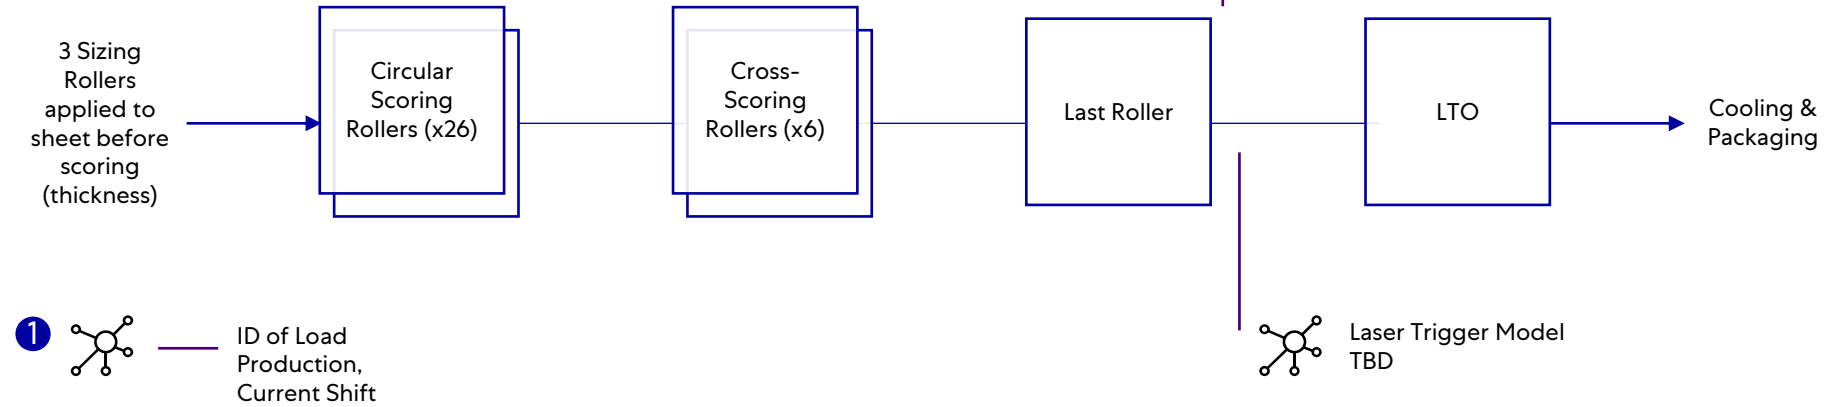 3 Sizing
Rollers
applied to
sheet before
scoring
(thickness)
Circular
Scoring
Rollers (x26)
Cross-
Scoring
Rollers (x6)
Last Roller
LTO
Cooling &
Packaging
1
ID of Load
Production,
Current Shift
Laser Trigger Model
TBD